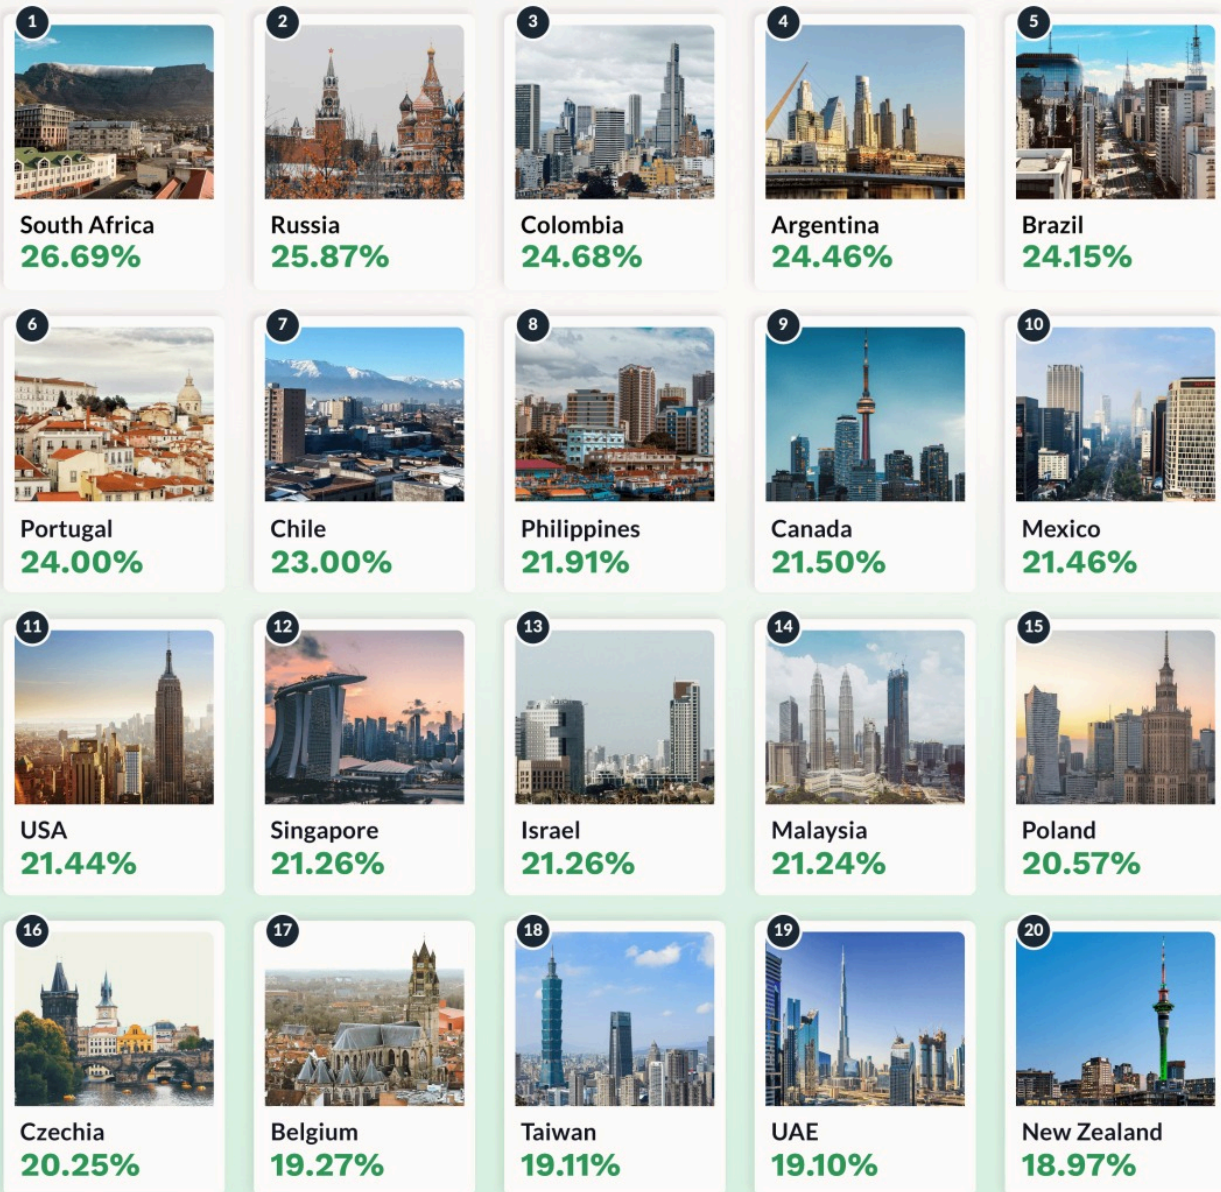 1
South Africa
26.69%
2
Russia
25.87%
3
Colombia
24.68%
4
Argentina
24.46%
5
Brazil
24.15%
6
Portugal
24.00%
7
Chile
23.00%
8
Philippines
21.91%
9
Canada
21.50%
10
Mexico
21.46%
11
USA
21.44%
12
Singapore
21.26%
13
Israel
21.26%
14
Malaysia
21.24%
15
Poland
20.57%
16
Czechia
20.25%
17
Belgium
19.27%
18
Taiwan
19.11%
19
UAE
19.10%
20
New Zealand
18.97%